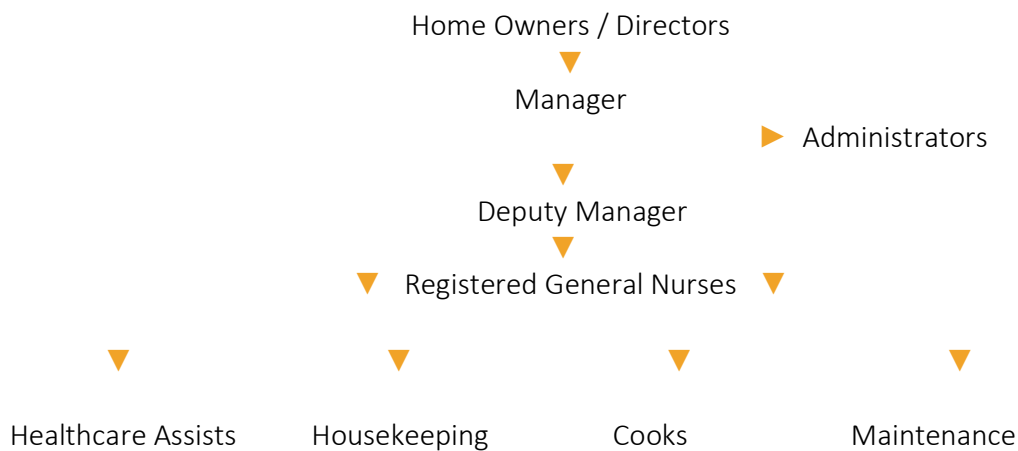 Home Owners / Directors
Manager
Administrators
Deputy Manager
Registered General Nurses
Healthcare Assists Housekeeping Cooks Maintenance